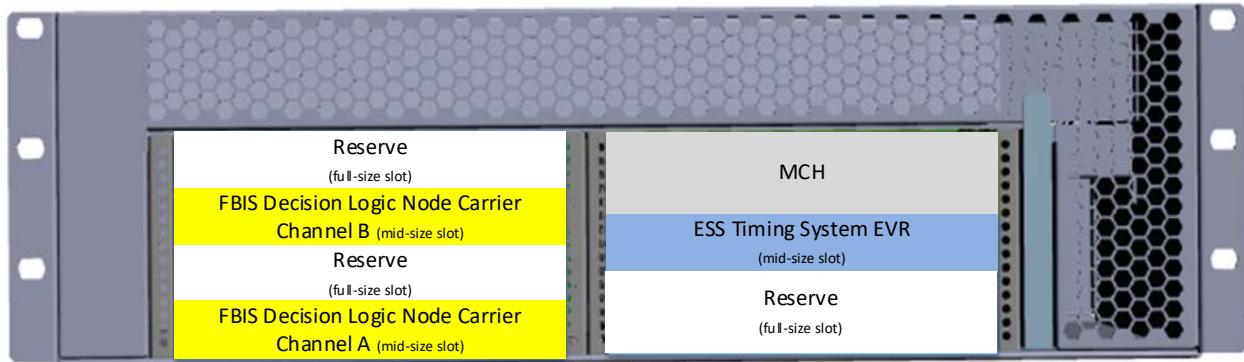 Reserve
(full-size slot)
FBIS Decision Logic Node Carrier
Channel B (mid-size slot)
Reserve
(full-size slot)
FBIS Decision Logic Node Carrier
Channel A (mid-size slot)
MCH
ESS Timing System EVR
(mid-size slot)
Reserve
(full-size slot)